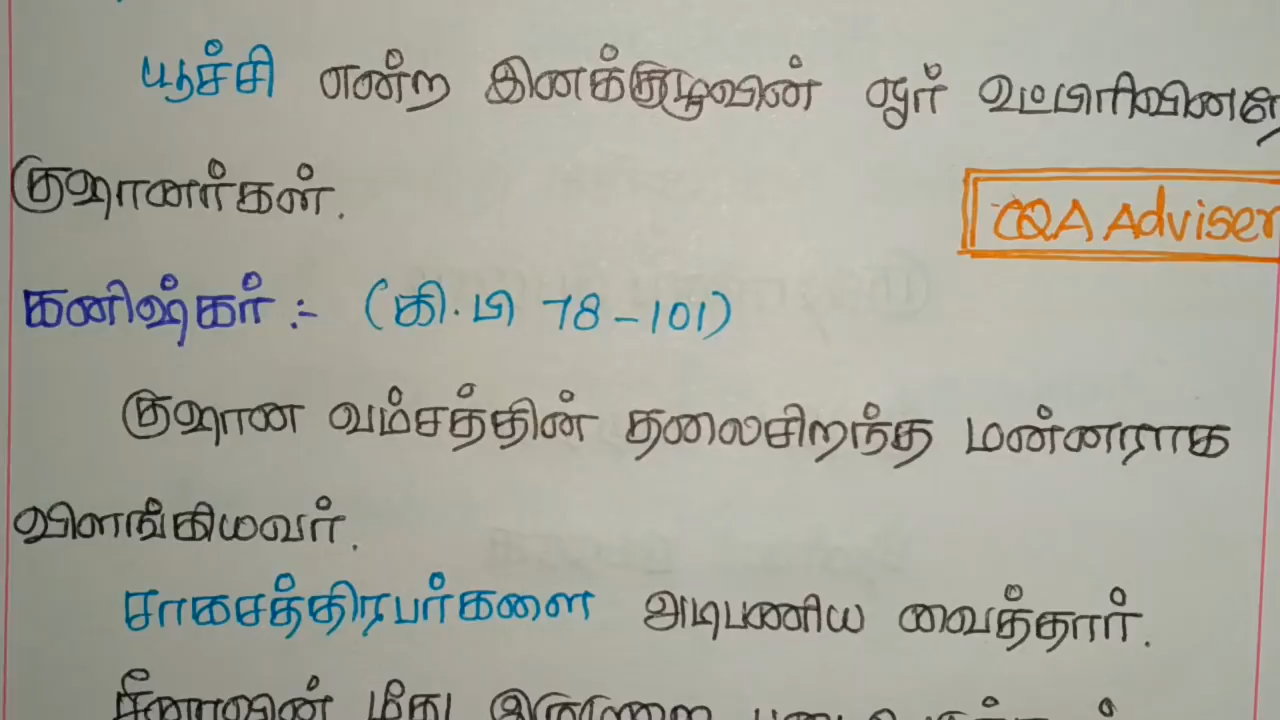 யூச்சி என்ற இனக்குழுவின் ஓர் உட்பிரிவினரே
குஷானர்கள்.
CQA Adviser
கனிஷ்கர் :- (கி.பி 78-101)
குஷான வம்சத்தின் தலைசிறந்த மன்னராக
விளங்கியவர்.
சாகசத்திரபர்களை அடிபணிய வைத்தார்.
சீனாவின் மீது இருமுறை